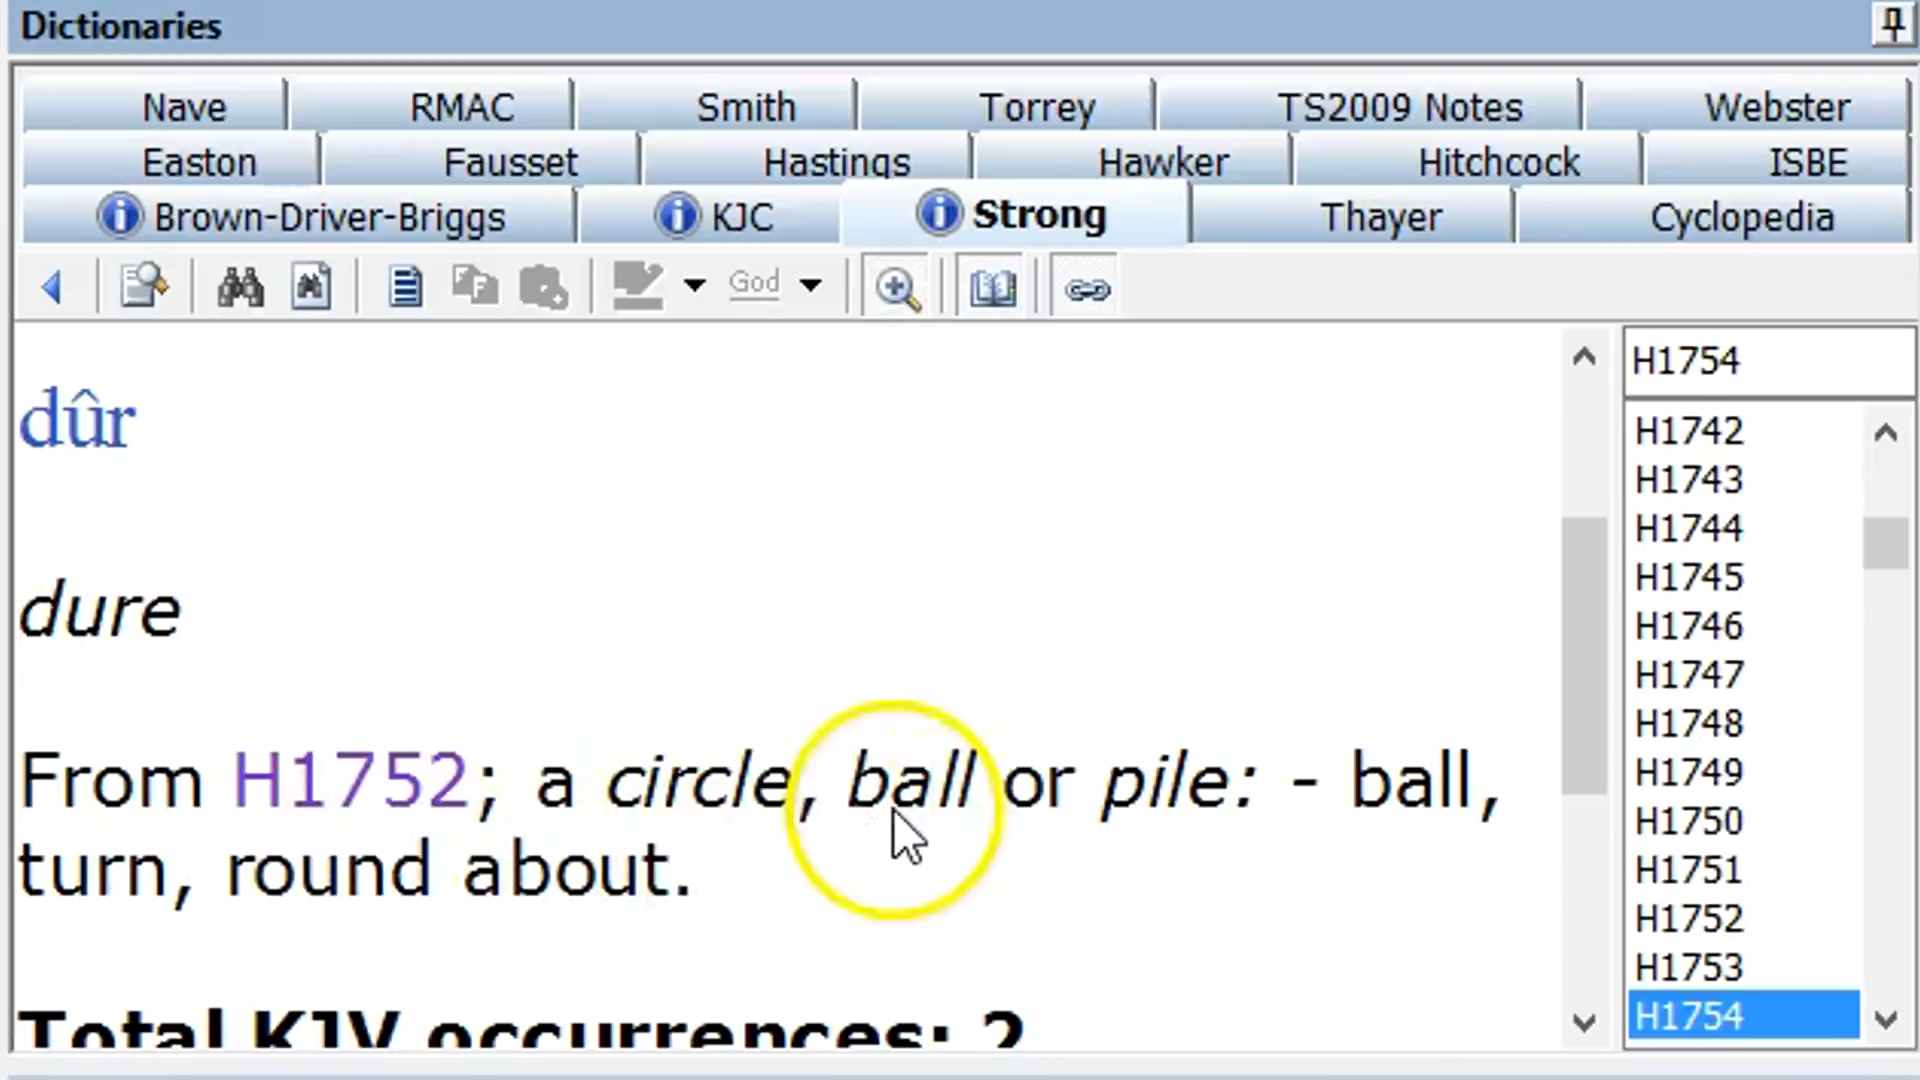 Dictionaries
Nave RMAC Smith Torrey TS2009 Notes Webster
Easton Fausset Hastings Hawker Hitchcock ISBE
Brown-Driver-Briggs KJC Strong Thayer Cyclopedia
God
H1754
dûr
dure
From H1752; a circle, ball or pile: - ball,
turn, round about.
Total KJV occurrences: 2
H1742
H1743
H1744
H1745
H1746
H1747
H1748
H1749
H1750
H1751
H1752
H1753
H1754